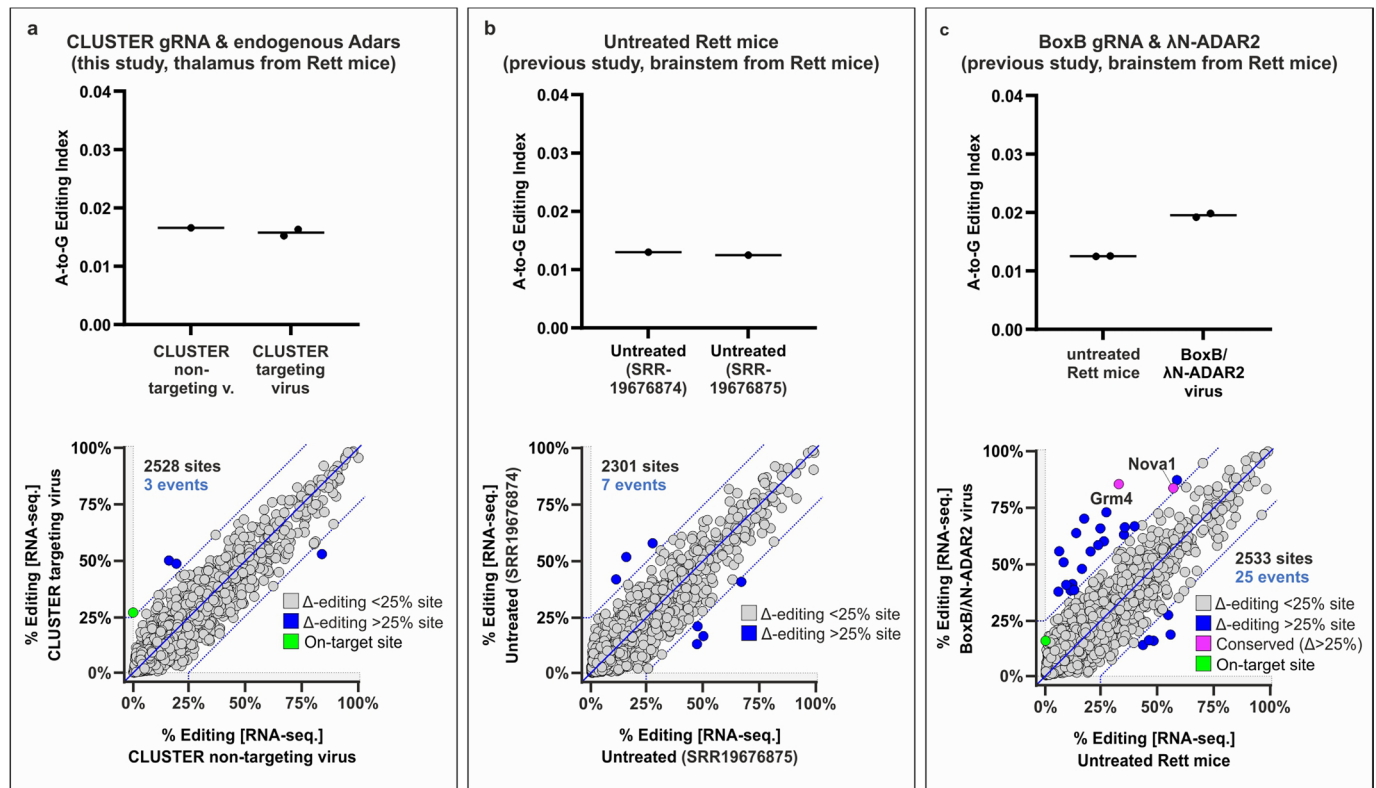 a
CLUSTER gRNA & endogenous Adars
(this study, thalamus from Rett mice)
A-to-G Editing Index
0.04
0.03
0.02
0.01
0.00
CLUSTER
non-
targeting v.
CLUSTER
targeting
virus
% Editing [RNA-seq.]
CLUSTER targeting virus
100%
75%
50%
25%
0%
2528 sites
3 events
Δ-editing <25% site
Δ-editing >25% site
On-target site
0%
25%
50%
75%
100%
% Editing [RNA-seq.]
CLUSTER non-targeting virus
b
Untreated Rett mice
(previous study, brainstem from Rett mice)
A-to-G Editing Index
0.04
0.03
0.02
0.01
0.00
Untreated
(SRR-
19676874)
Untreated
(SRR-
19676875)
% Editing [RNA-seq.]
Untreated (SRR19676874)
100%
75%
50%
25%
0%
2301 sites
7 events
Δ-editing <25% site
Δ-editing >25% site
0%
25%
50%
75%
100%
% Editing [RNA-seq.]
Untreated (SRR19676875)
c
BoxB gRNA & λN-ADAR2
(previous study, brainstem from Rett mice)
A-to-G Editing Index
0.04
0.03
0.02
0.01
0.00
untreated
Rett mice
BoxB/
λN-ADAR2
virus
% Editing [RNA-seq.]
BoxB/λN-ADAR2 virus
100%
75%
50%
25%
0%
Nova1
Grm4
2533 sites
25 events
Δ-editing <25% site
Δ-editing >25% site
Conserved (Δ>25%)
On-target site
0%
25%
50%
75%
100%
% Editing [RNA-seq.]
Untreated Rett mice